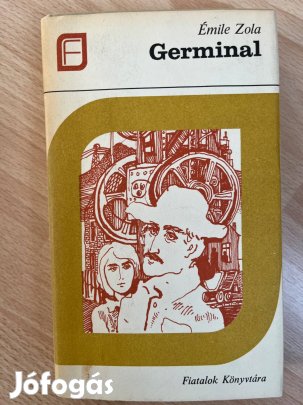 Émile Zola
Germinal
Fiatalok Könyvtára
Jófogás